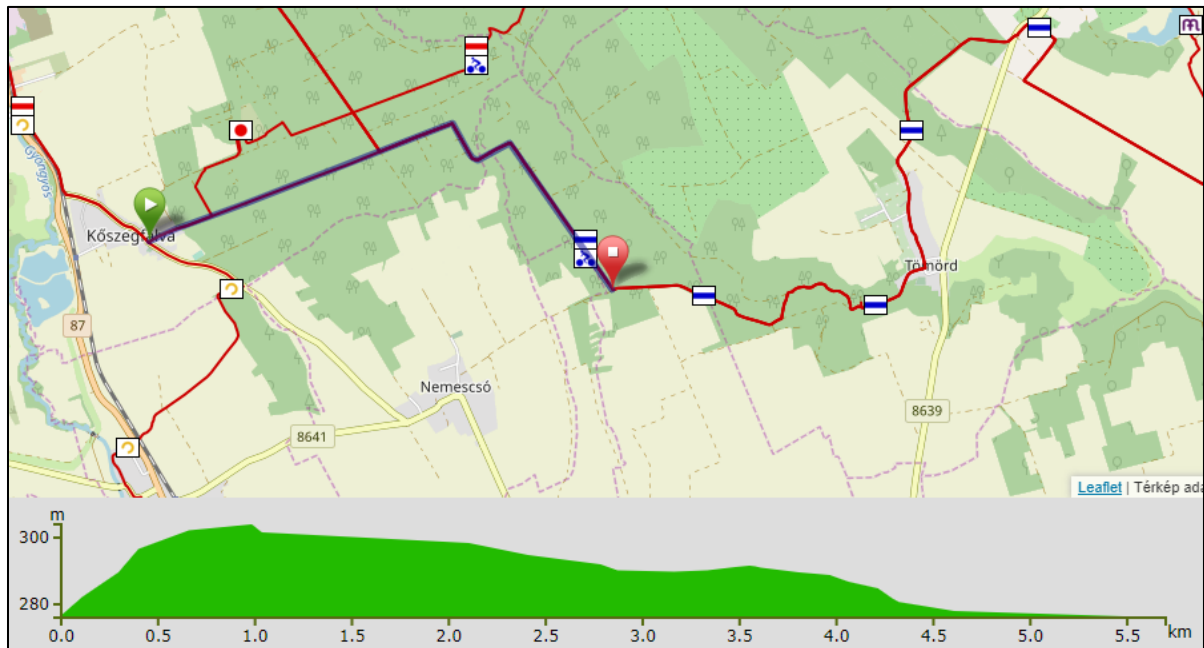 Gyöngyös
Kőszegfalva
Tömörd
87
Nemescsó
8641
8639
Leaflet | Térkép ada
m
300
280
0.0 0.5 1.0 1.5 2.0 2.5 3.0 3.5 4.0 4.5 5.0 5.5 km